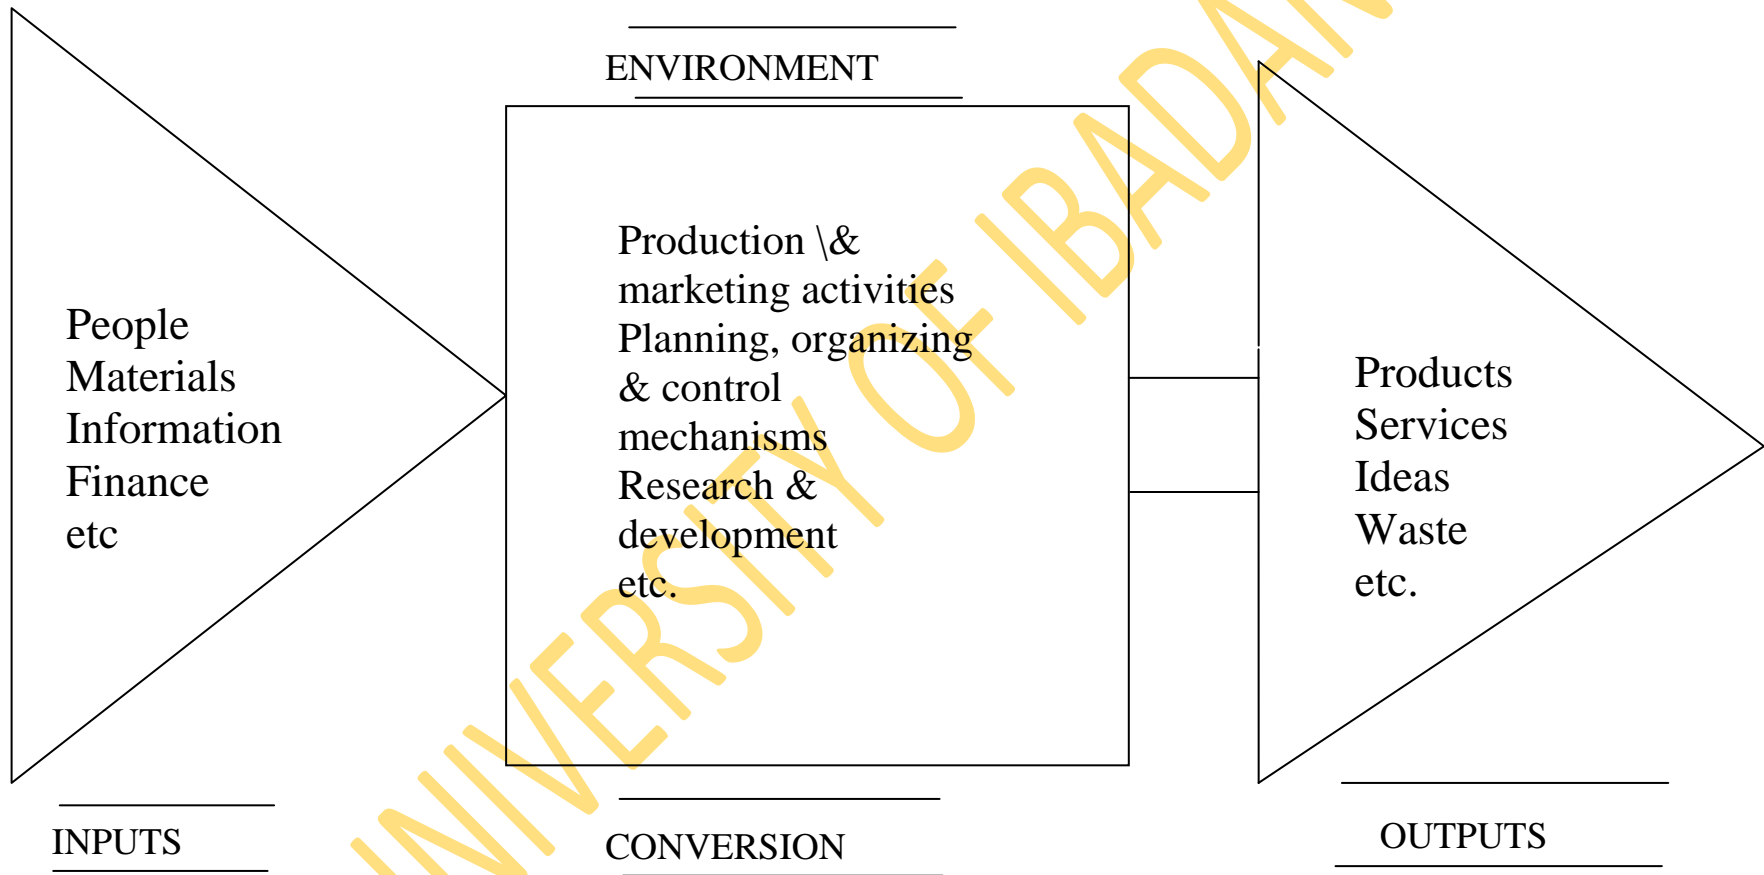 ENVIRONMENT
People
Materials
Information
Finance
etc
Production \&
marketing activities
Planning, organizing
& control
mechanisms
Research &
development
etc.
Products
Services
Ideas
Waste
etc.
INPUTS
CONVERSION
OUTPUTS
UNIVERSITY OF IBADAN